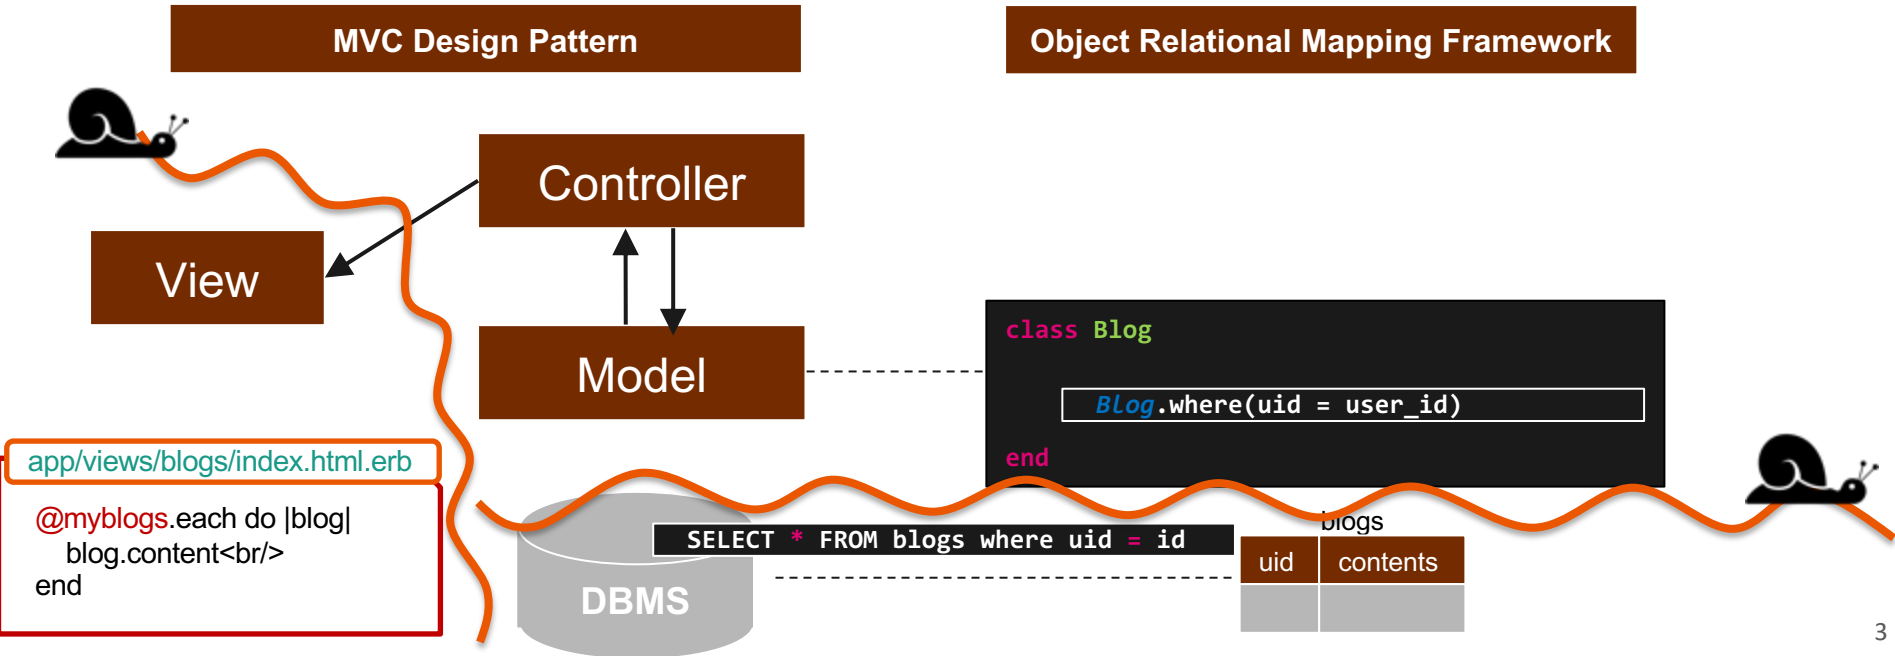 MVC Design Pattern
Object Relational Mapping Framework
Controller
View
Model
class Blog
Blog.where(uid = user_id)
end
app/views/blogs/index.html.erb
@myblogs.each do |blog|
blog.content<br/>
end
DBMS
SELECT * FROM blogs where uid = id
blogs
uid contents
3